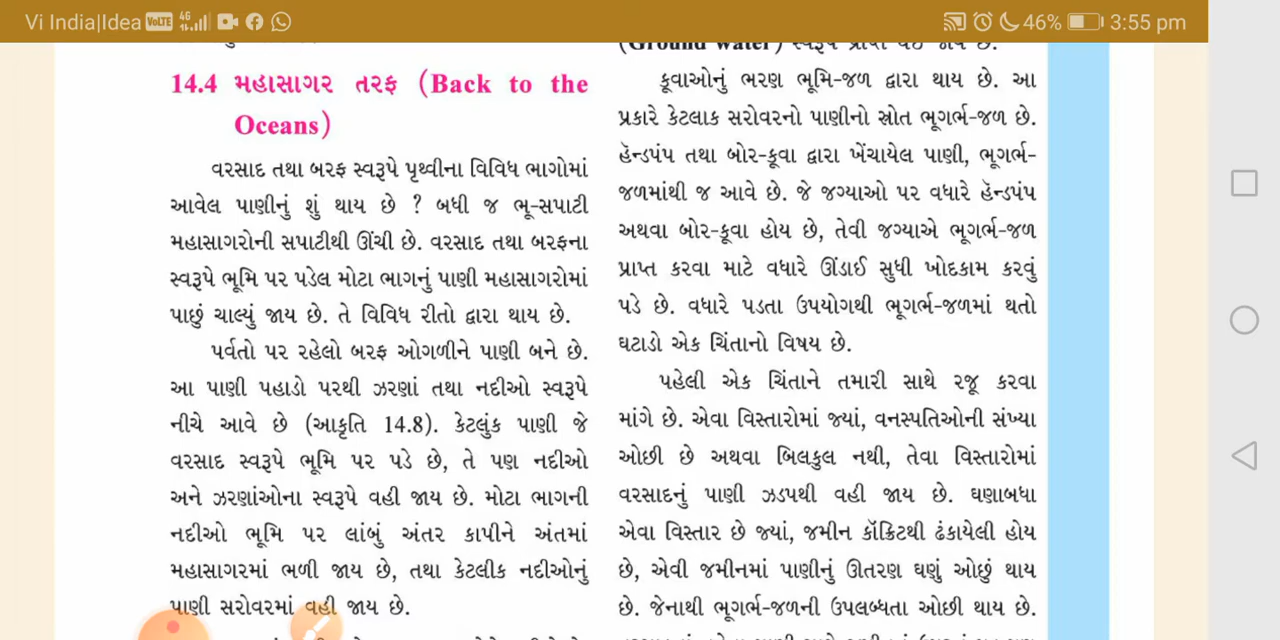 Vi India|Idea VoLTE 4G
46% 3:55 pm
14.4 મહાસાગર તરફ (Back to the
Oceans)
વરસાદ તથા બરફ સ્વરૂપે પૃથ્વીના વિવિધ ભાગોમાં
આવેલ પાણીનું શું થાય છે ? બધી જ ભૂ-સપાટી
મહાસાગરોની સપાટીથી ઊંચી છે. વરસાદ તથા બરફના
સ્વરૂપે ભૂમિ પર પડેલ મોટા ભાગનું પાણી મહાસાગરોમાં
પાછું ચાલ્યું જાય છે. તે વિવિધ રીતો દ્વારા થાય છે.
પર્વતો પર રહેલો બરફ ઓગળીને પાણી બને છે.
આ પાણી પહાડો પરથી ઝરણાં તથા નદીઓ સ્વરૂપે
નીચે આવે છે (આકૃતિ 14.8). કેટલુંક પાણી જે
વરસાદ સ્વરૂપે ભૂમિ પર પડે છે, તે પણ નદીઓ
અને ઝરણાંઓના સ્વરૂપે વહી જાય છે. મોટા ભાગની
નદીઓ ભૂમિ પર લાંબું અંતર કાપીને અંતમાં
મહાસાગરમાં ભળી જાય છે, તથા કેટલીક નદીઓનું
પાણી સરોવરમાં વહી જાય છે.
(Ground water) સ્વરૂપે પ્રાપ્ત થઈ જાય છે.
કૂવાઓનું ભરણ ભૂમિ-જળ દ્વારા થાય છે. આ
પ્રકારે કેટલાક સરોવરનો પાણીનો સ્રોત ભૂગર્ભ-જળ છે.
હૅન્ડપંપ તથા બોર-કૂવા દ્વારા ખેંચાયેલ પાણી, ભૂગર્ભ-
જળમાંથી જ આવે છે. જે જગ્યાઓ પર વધારે હૅન્ડપંપ
અથવા બોર-કૂવા હોય છે, તેવી જગ્યાએ ભૂગર્ભ-જળ
પ્રાપ્ત કરવા માટે વધારે ઊંડાઈ સુધી ખોદકામ કરવું
પડે છે. વધારે પડતા ઉપયોગથી ભૂગર્ભ-જળમાં થતો
ઘટાડો એક ચિંતાનો વિષય છે.
પહેલી એક ચિંતાને તમારી સાથે રજૂ કરવા
માંગે છે. એવા વિસ્તારોમાં જ્યાં, વનસ્પતિઓની સંખ્યા
ઓછી છે અથવા બિલકુલ નથી, તેવા વિસ્તારોમાં
વરસાદનું પાણી ઝડપથી વહી જાય છે. ઘણાબધા
એવા વિસ્તાર છે જ્યાં, જમીન કૉંક્રિટથી ઢંકાયેલી હોય
છે, એવી જમીનમાં પાણીનું ઊતરણ ઘણું ઓછું થાય
છે. જેનાથી ભૂગર્ભ-જળની ઉપલબ્ધતા ઓછી થાય છે.